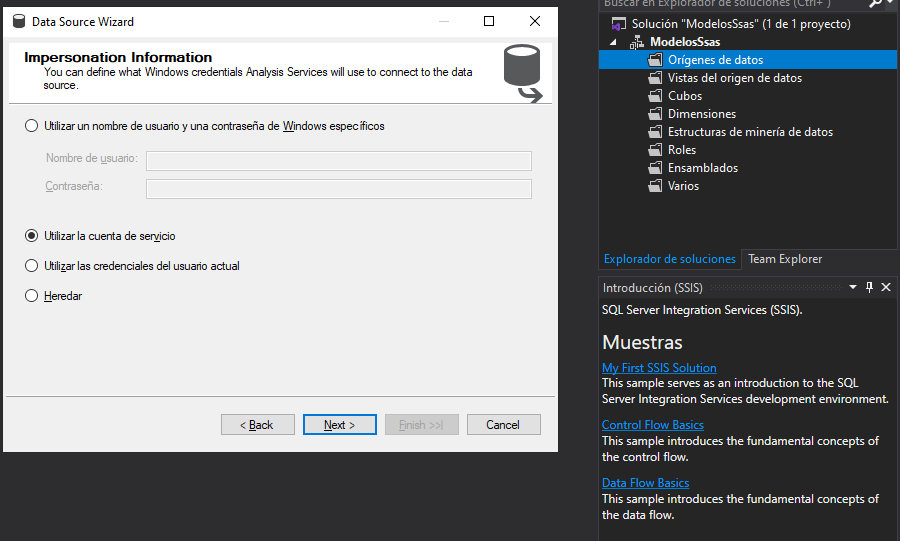 Data Source Wizard
Impersonation Information
You can define what Windows credentials Analysis Services will use to connect to the data
source.
Utilizar un nombre de usuario y una contraseña de Windows específicos
Nombre de usuario:
Contraseña:
Utilizar la cuenta de servicio
Utilizar las credenciales del usuario actual
Heredar
< Back
Next >
Finish >>|
Cancel
Buscar en Explorador de soluciones (Ctrl+ )
Solución "ModelosSsas" (1 de 1 proyecto)
ModelosSsas
Orígenes de datos
Vistas del origen de datos
Cubos
Dimensiones
Estructuras de minería de datos
Roles
Ensamblados
Varios
Explorador de soluciones
Team Explorer
Introducción (SSIS)
SQL Server Integration Services (SSIS).
Muestras
My First SSIS Solution
This sample serves as an introduction to the SQL
Server Integration Services development environment.
Control Flow Basics
This sample introduces the fundamental concepts of
the control flow.
Data Flow Basics
This sample introduces the fundamental concepts of
the data flow.